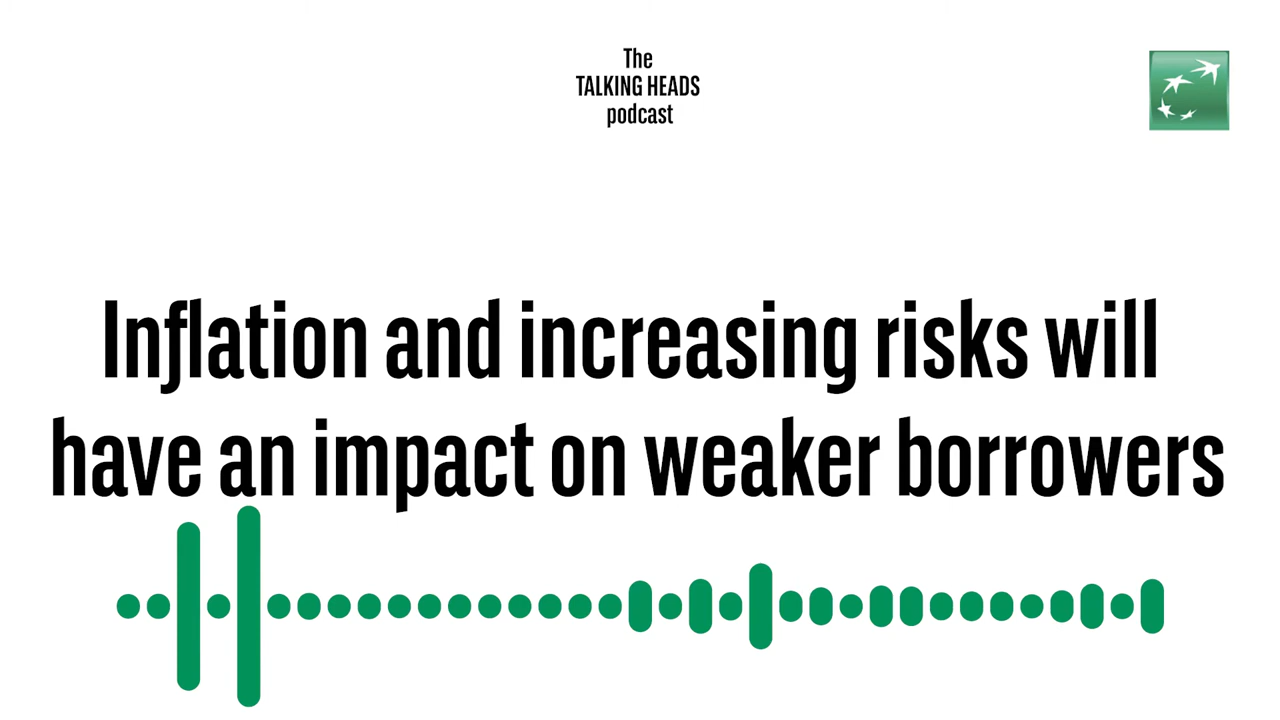 The
TALKING HEADS
podcast
Inflation and increasing risks will
have an impact on weaker borrowers